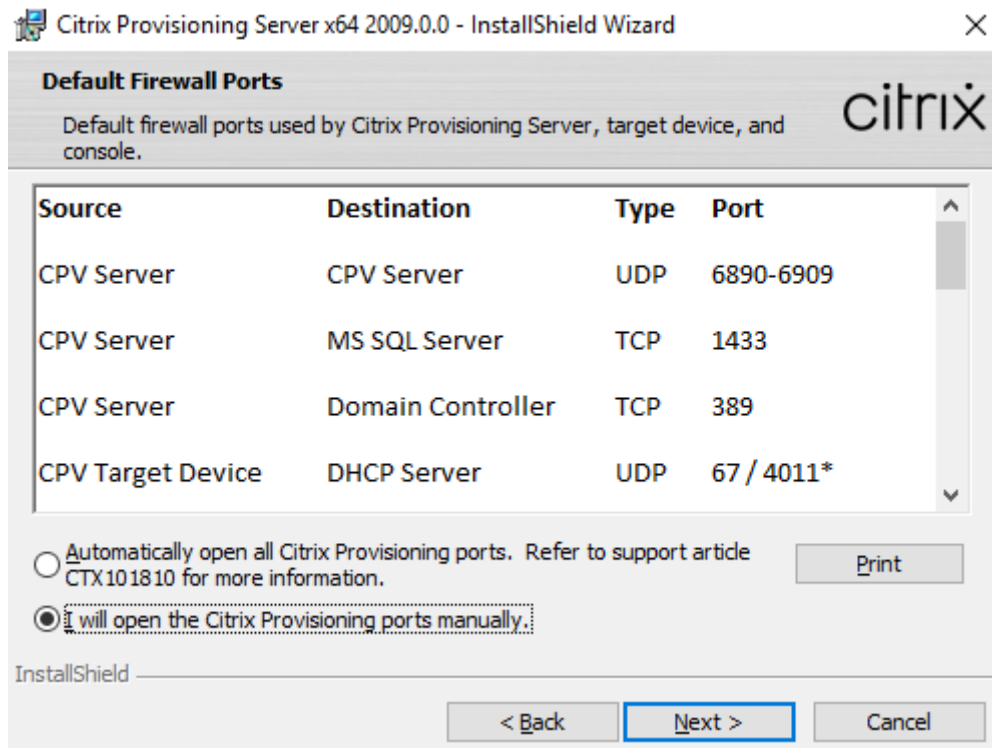 Citrix Provisioning Server x64 2009.0.0 - InstallShield Wizard
Default Firewall Ports
Default firewall ports used by Citrix Provisioning Server, target device, and
console.
citrix
Source Destination Type Port
CPV Server CPV Server UDP 6890-6909
CPV Server MS SQL Server TCP 1433
CPV Server Domain Controller TCP 389
CPV Target Device DHCP Server UDP 67 / 4011*
Automatically open all Citrix Provisioning ports. Refer to support article
CTX101810 for more information.
Print
I will open the Citrix Provisioning ports manually.
InstallShield
< Back Next > Cancel